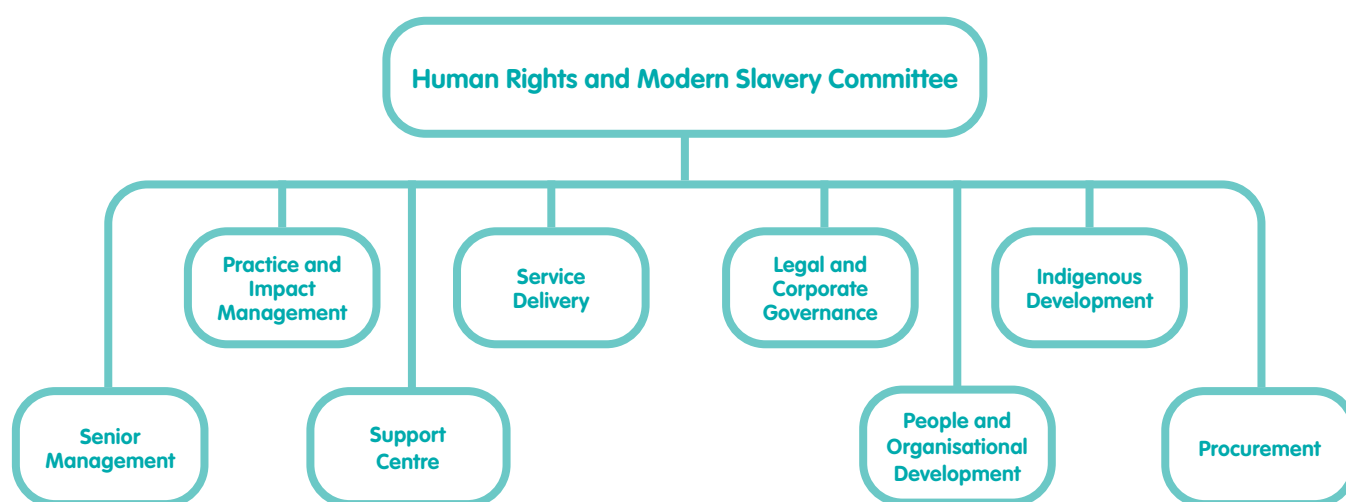 Human Rights and Modern Slavery Committee
Practice and
Impact
Management
Service
Delivery
Legal and
Corporate
Governance
Indigenous
Development
Senior
Management
Support
Centre
People and
Organisational
Development
Procurement